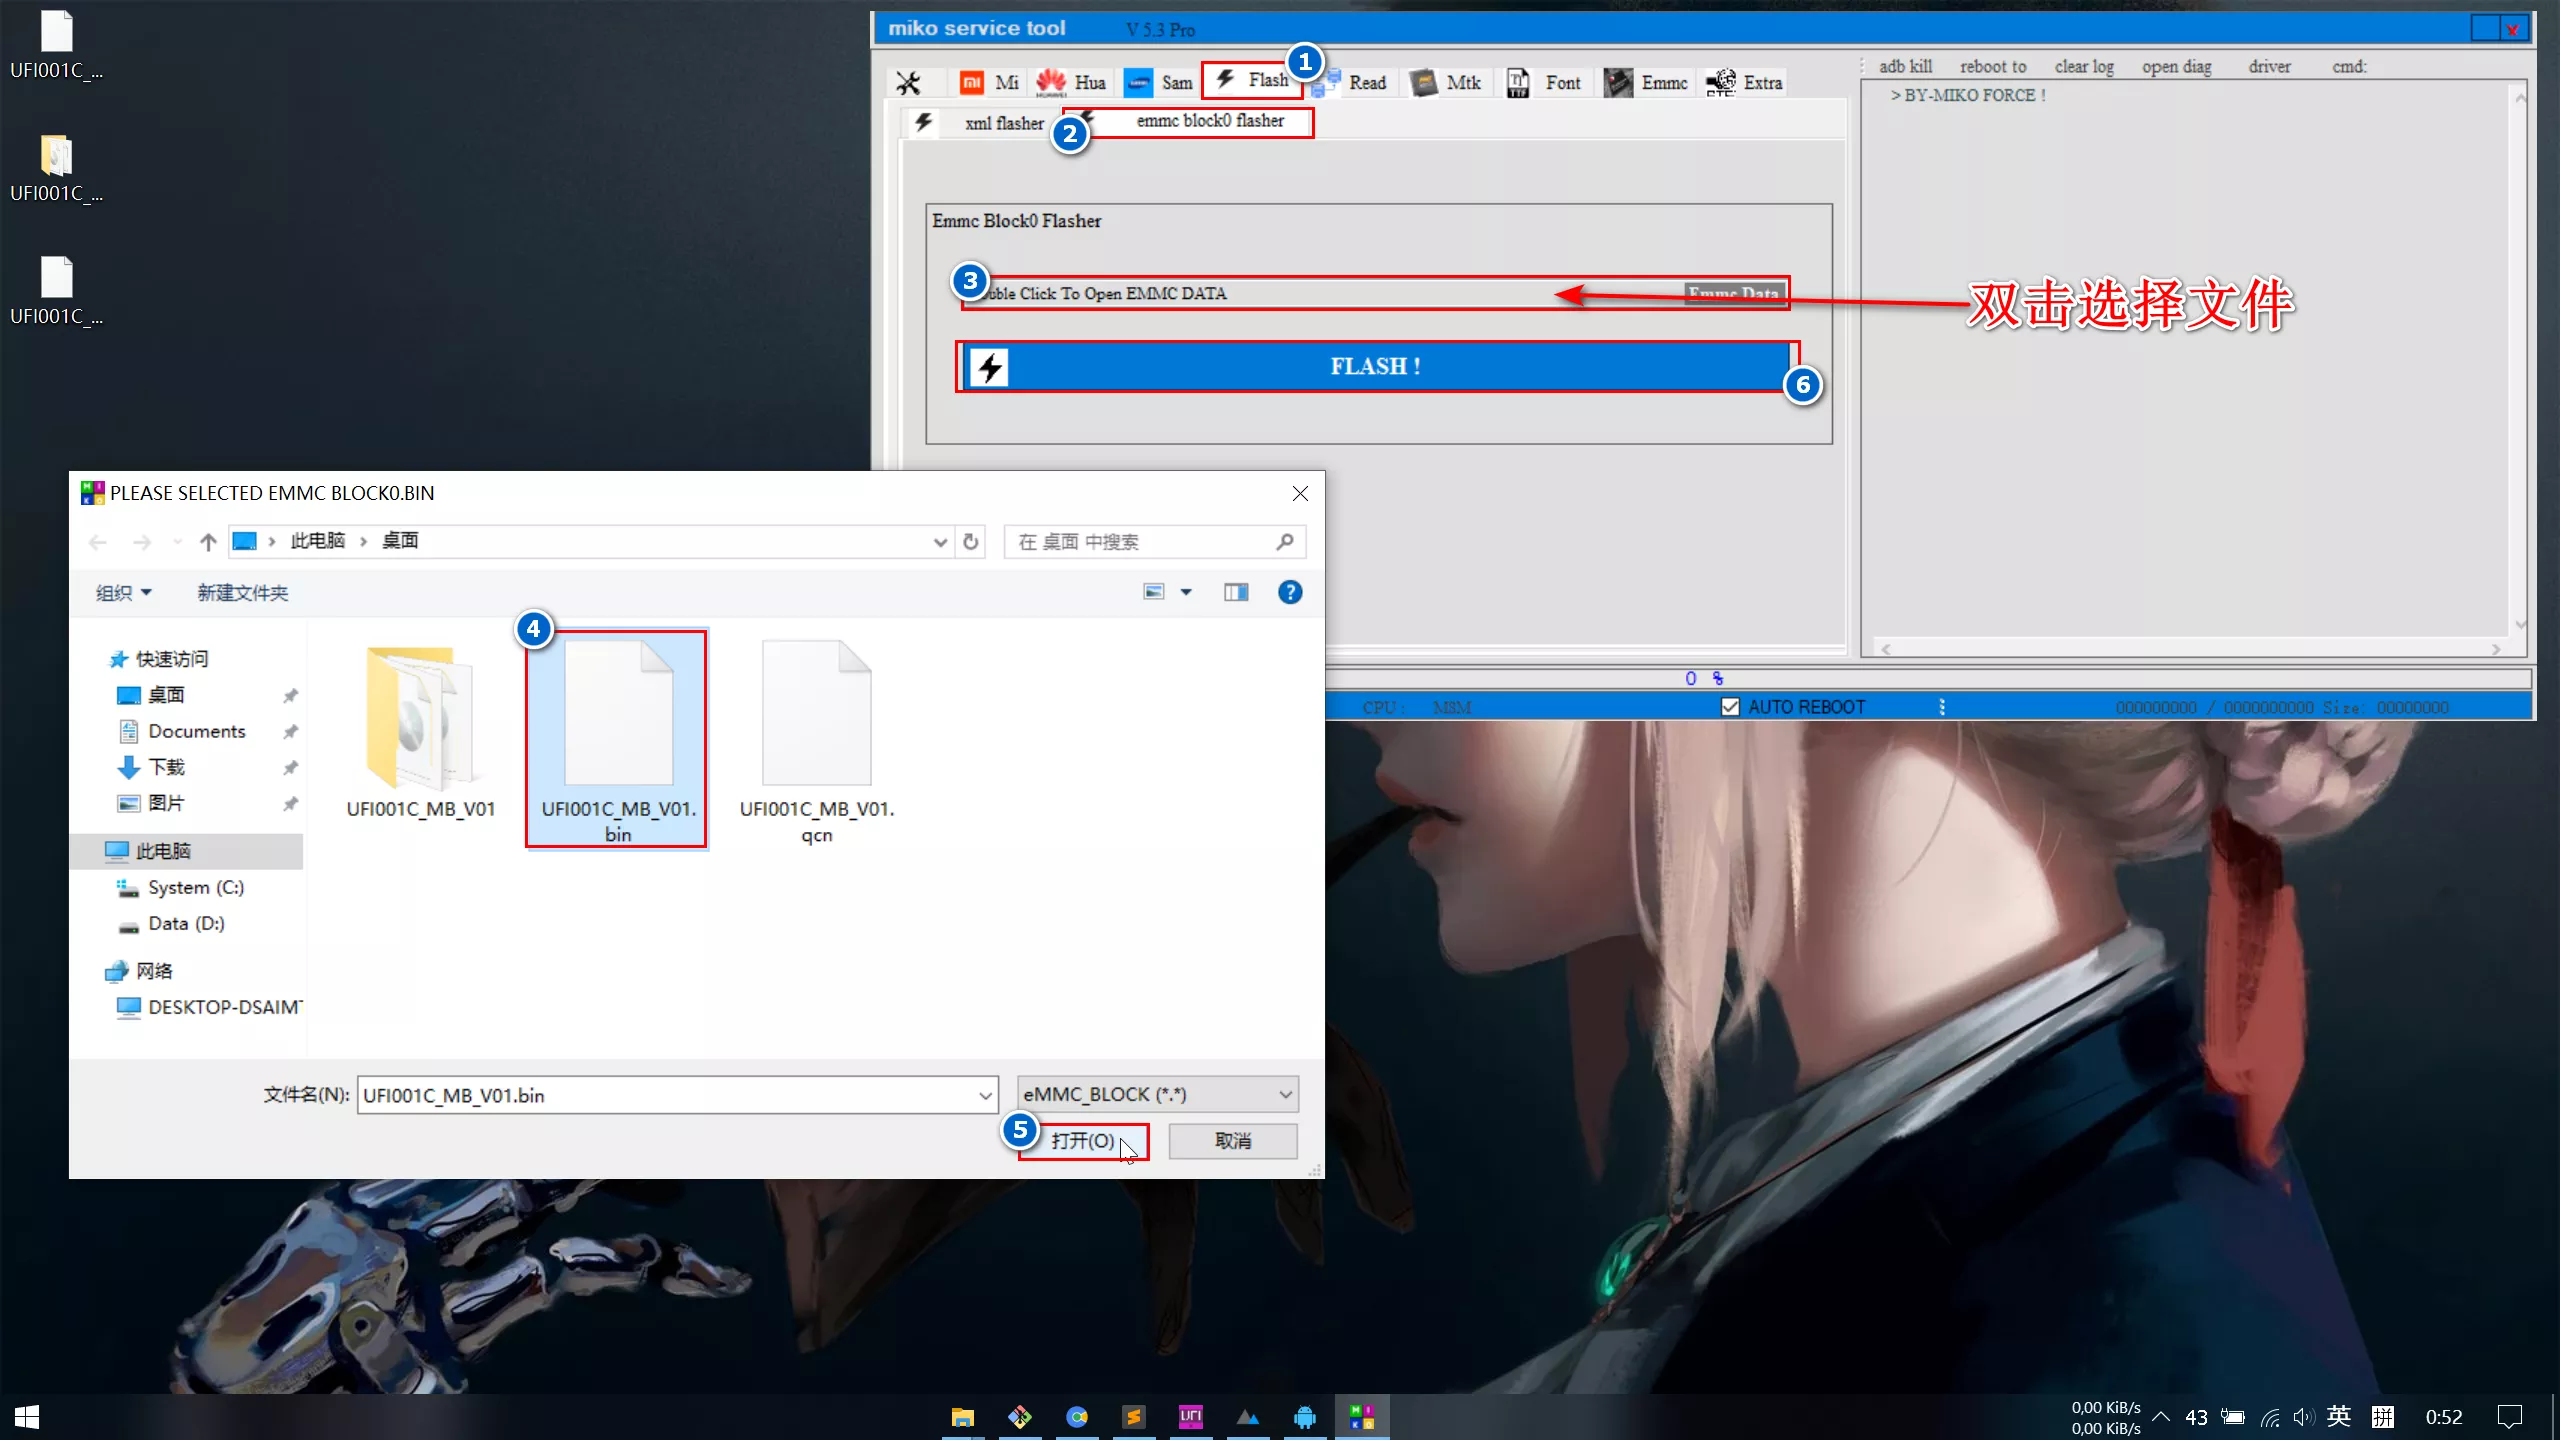 UFI001C_...
UFI001C_...
UFI001C_...
miko service tool V 5.3 Pro
1
Mi Hua Sam Flash Read Mtk Font Emmc Extra
xml flasher emmc block0 flasher
2
Emmc Block0 Flasher
3
uble Click To Open EMMC DATA Emmc Data
FLASH !
6
双击选择文件
adb kill reboot to clear log open diag driver cmd:
> BY-MIKO FORCE !
0 %
CPU : MSM AUTO REBOOT 000000000 / 0000000000 Size: 00000000
PLEASE SELECTED EMMC BLOCK0.BIN
此电脑 › 桌面
在 桌面 中搜索
组织 新建文件夹
快速访问
桌面
Documents
下载
图片
此电脑
System (C:)
Data (D:)
网络
DESKTOP-DSAIM
4
UFI001C_MB_V01
UFI001C_MB_V01.
bin
UFI001C_MB_V01.
qcn
文件名(N): UFI001C_MB_V01.bin eMMC_BLOCK (*.*)
5
打开(O) 取消
UFI
0,00 KiB/s
0,00 KiB/s
43 英 拼 0:52